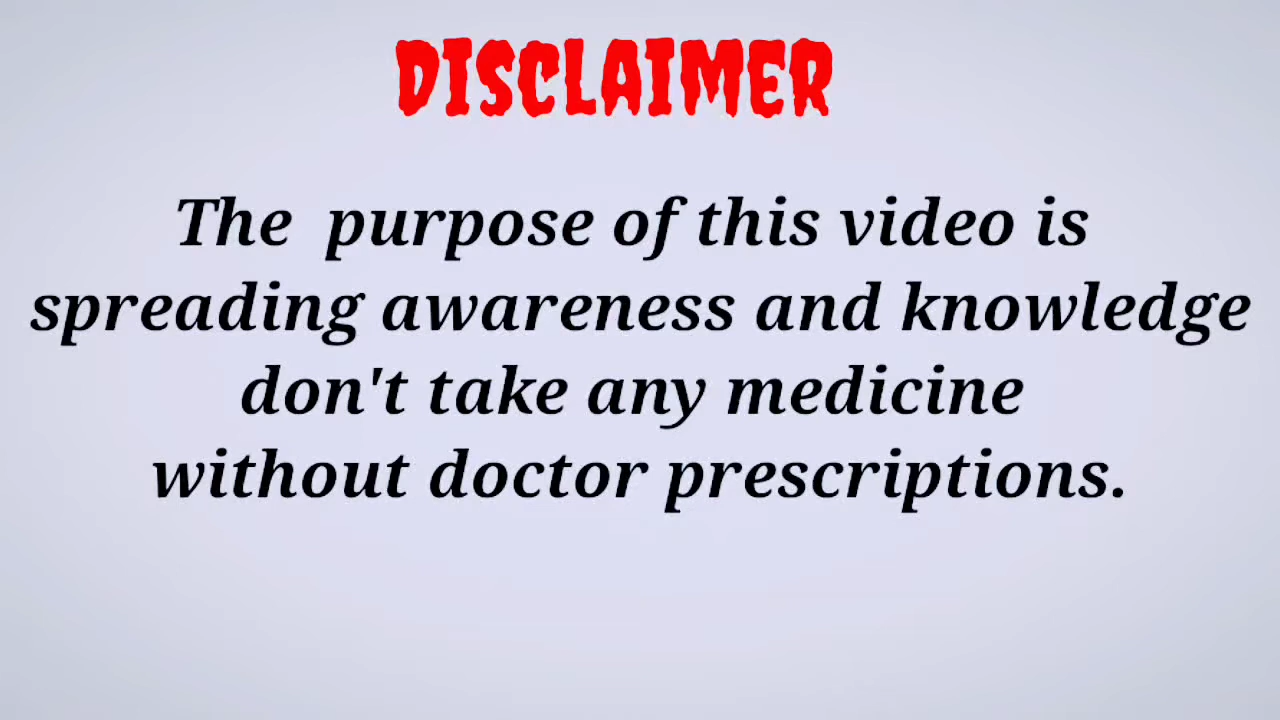 DISCLAIMER
The purpose of this video is
spreading awareness and knowledge
don't take any medicine
without doctor prescriptions.